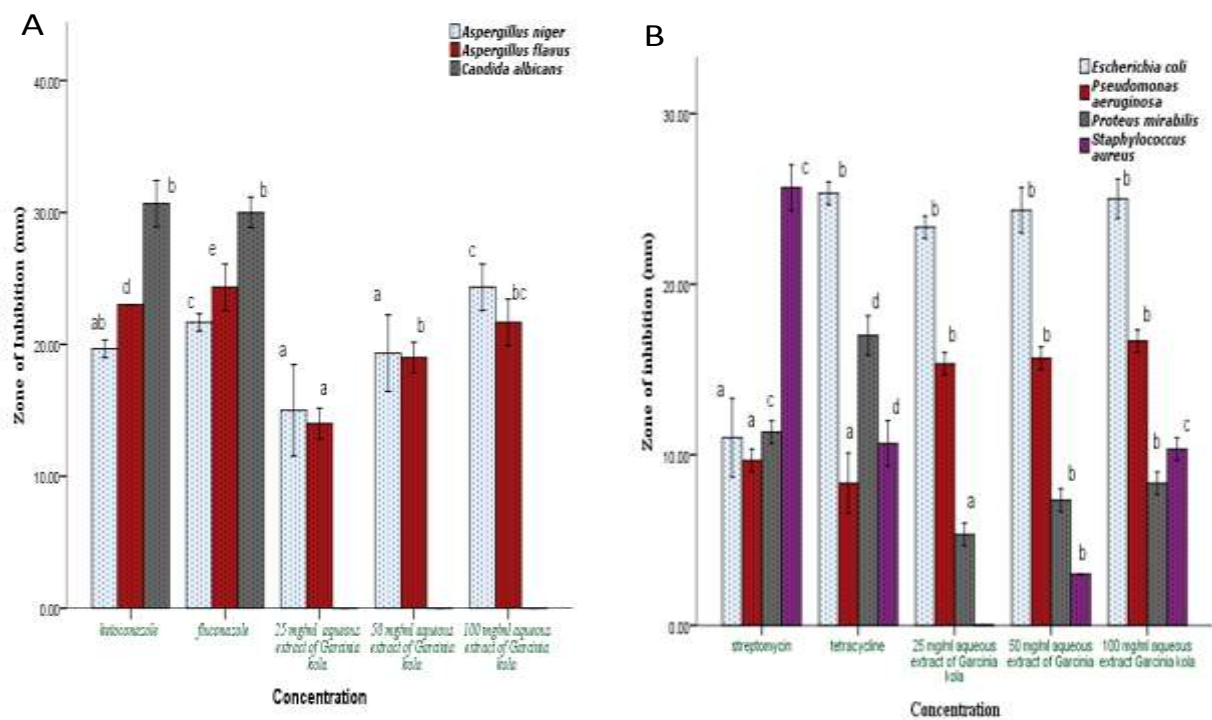 A
Aspergillus niger
Aspergillus flavus
Candida albicans
Zone of Inhibition (mm)
40.00
30.00
20.00
10.00
0.00
ab
d
b
c
e
b
a
a
a
b
c
bc
ketoconazole
fluconazole
25 mg/ml aqueous
extract of Garcinia
kola
50 mg/ml aqueous
extract of Garcinia
kola
100 mg/ml aqueous
extract of Garcinia
kola
Concentration
B
Escherichia coli
Pseudomonas
aeruginosa
Proteus mirabilis
Staphylococcus
aureus
Zone of inhibition (mm)
30.00
20.00
10.00
0.00
a
a
c
c
b
a
d
d
b
b
a
b
b
b
b
b
b
b
c
streptomycin
tetracycline
25 mg/ml aqueous
extract of Garcinia
kola
50 mg/ml aqueous
extract of Garcinia
100 mg/ml aqueous
extract Garcinia kola
Concentration